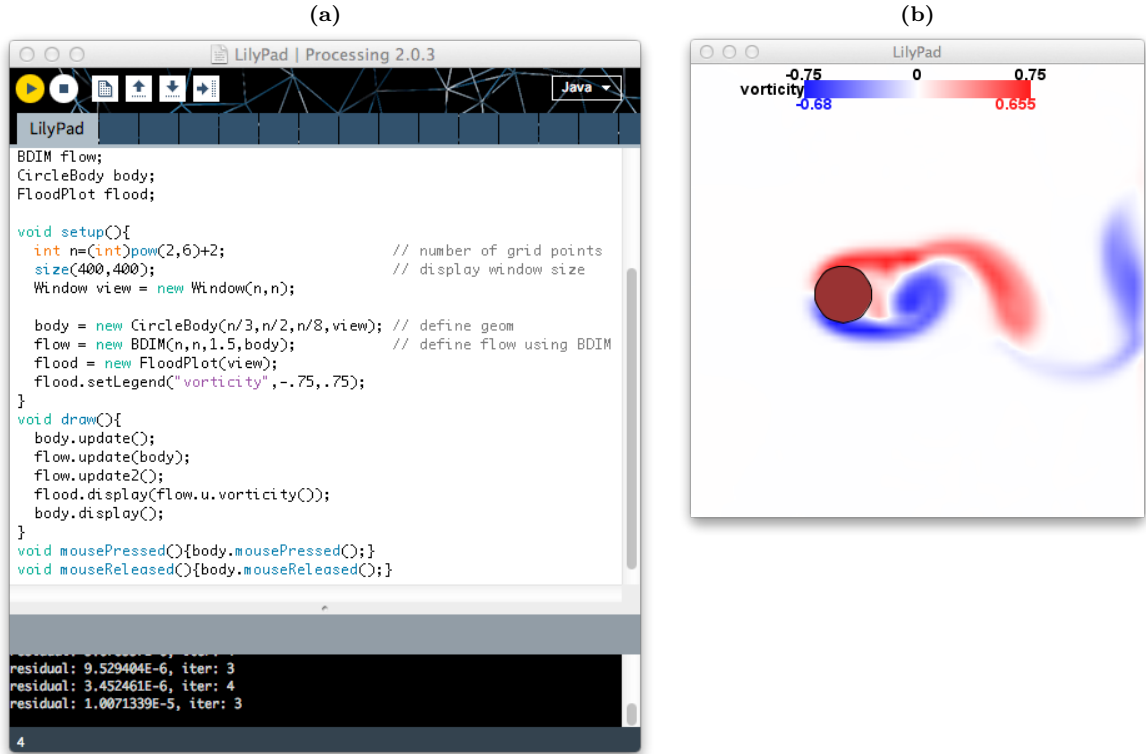 (a)
LilyPad | Processing 2.0.3
Java
LilyPad
BDIM flow;
CircleBody body;
FloodPlot flood;
void setup(){
  int n=(int)pow(2,6)+2; // number of grid points
  size(400,400); // display window size
  Window view = new Window(n,n);
  body = new CircleBody(n/3,n/2,n/8,view); // define geom
  flow = new BDIM(n,n,1.5,body); // define flow using BDIM
  flood = new FloodPlot(view);
  flood.setLegend("vorticity",-.75,.75);
}
void draw(){
  body.update();
  flow.update(body);
  flow.update2();
  flood.display(flow.u.vorticity());
  body.display();
}
void mousePressed(){body.mousePressed();}
void mouseReleased(){body.mouseReleased();}
residual: 9.529404E-6, iter: 3
residual: 3.452461E-6, iter: 4
residual: 1.0071339E-5, iter: 3
4
(b)
LilyPad
-0.75 0 0.75
vorticity
-0.68 0.655